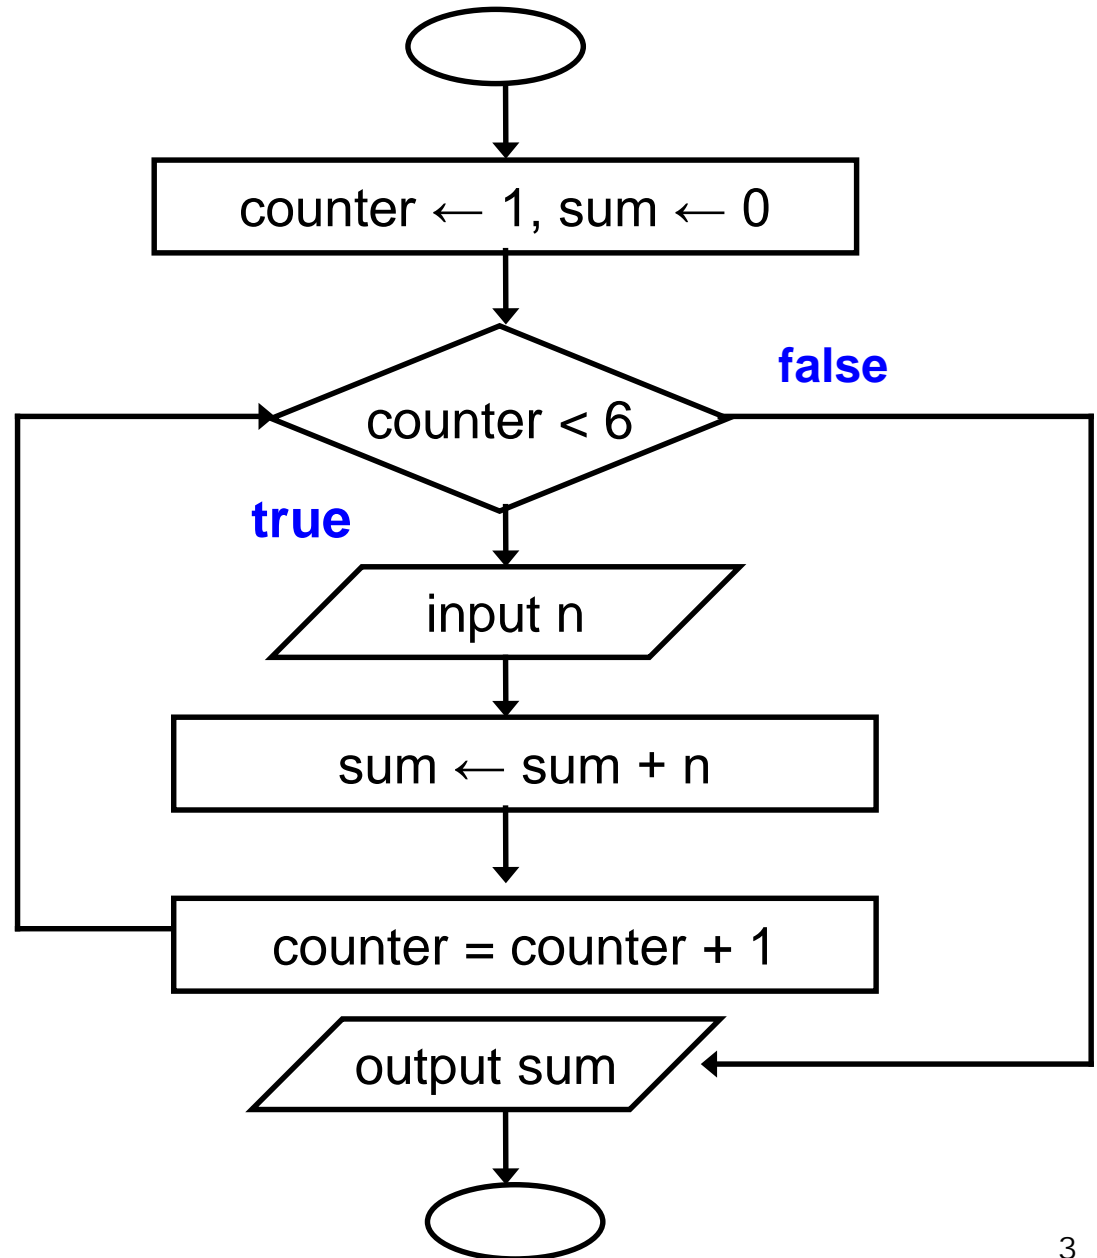 counter ← 1, sum ← 0
false
counter < 6
true
input n
sum ← sum + n
counter = counter + 1
output sum
3